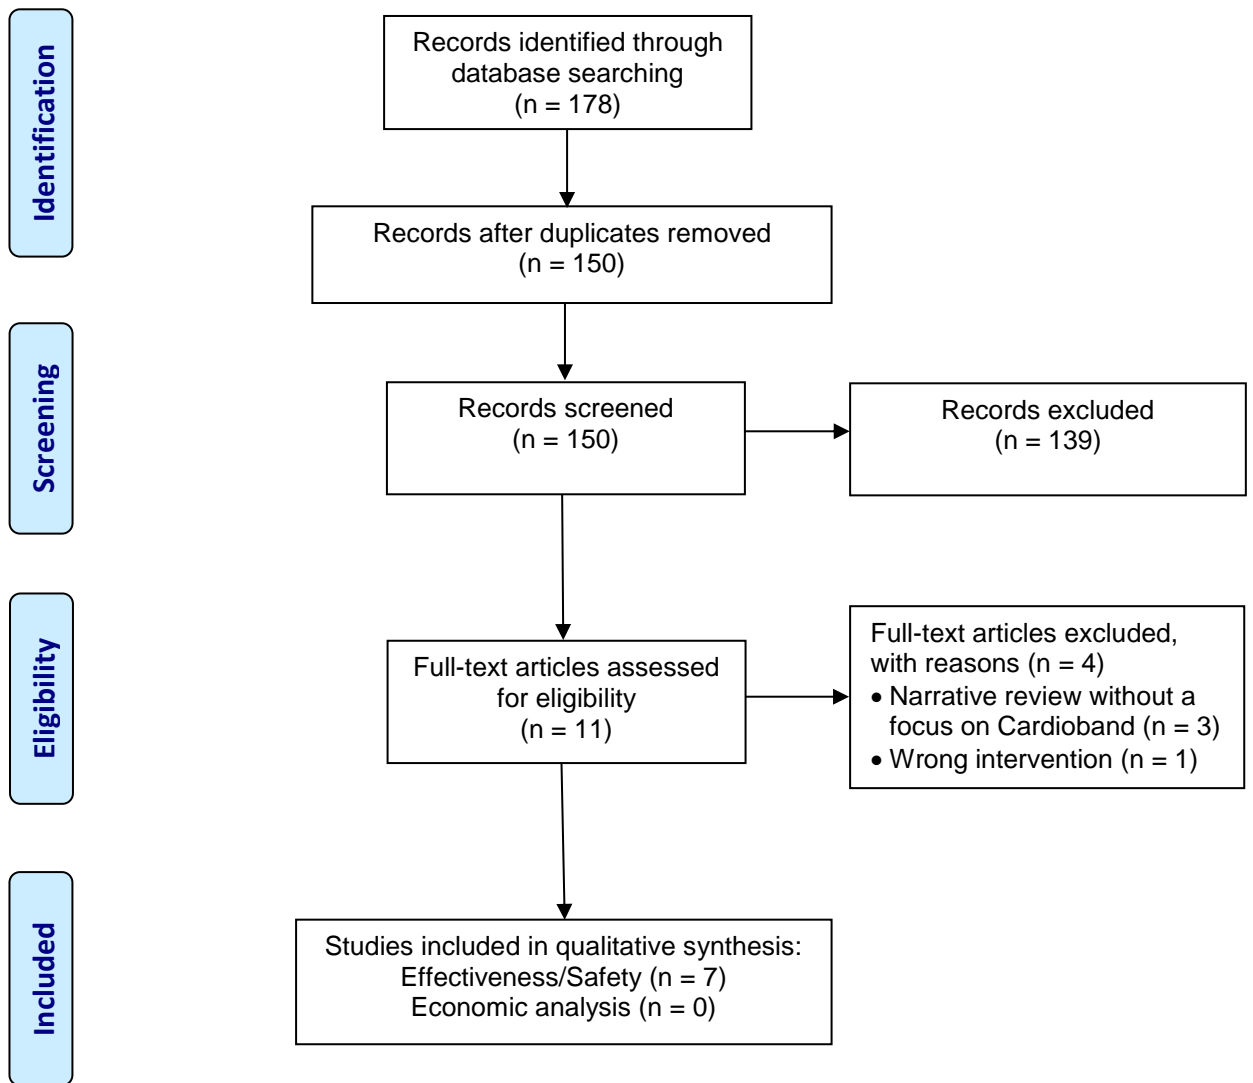 Identification
Records identified through
database searching
(n = 178)
Records after duplicates removed
(n = 150)
Screening
Records screened
(n = 150)
Records excluded
(n = 139)
Eligibility
Full-text articles assessed
for eligibility
(n = 11)
Full-text articles excluded,
with reasons (n = 4)
• Narrative review without a
focus on Cardioband (n = 3)
• Wrong intervention (n = 1)
Included
Studies included in qualitative synthesis:
Effectiveness/Safety (n = 7)
Economic analysis (n = 0)